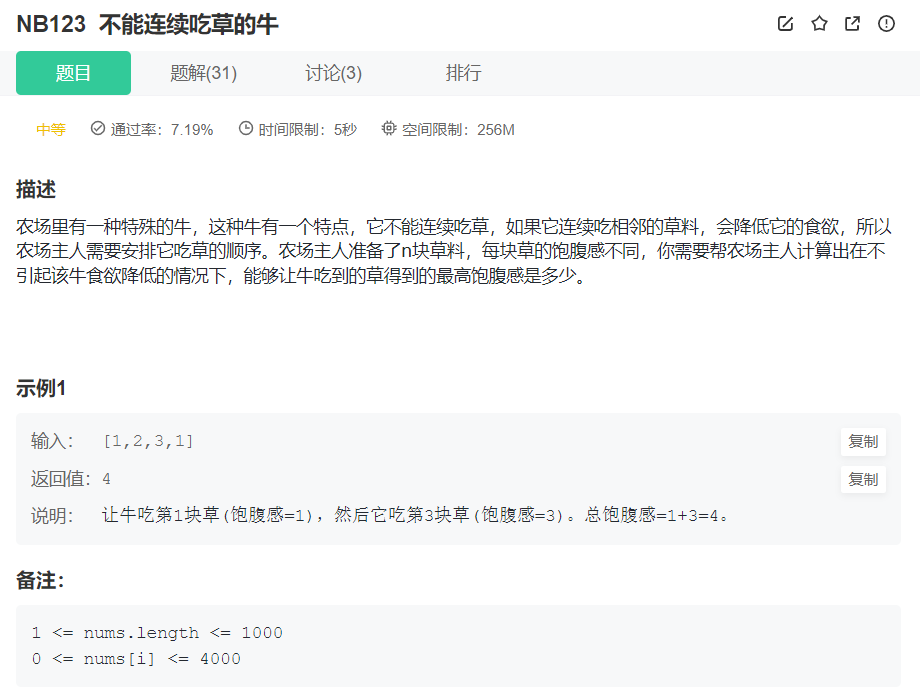 NB123 不能连续吃草的牛
题目 题解(31) 讨论(3) 排行
中等 通过率：7.19% 时间限制：5秒 空间限制：256M
描述
农场里有一种特殊的牛，这种牛有一个特点，它不能连续吃草，如果它连续吃相邻的草料，会降低它的食欲，所以
农场主人需要安排它吃草的顺序。农场主人准备了n块草料，每块草的饱腹感不同，你需要帮农场主人计算出在不
引起该牛食欲降低的情况下，能够让牛吃到的草得到的最高饱腹感是多少。
示例1
输入： [1,2,3,1] 复制
返回值：4 复制
说明： 让牛吃第1块草(饱腹感=1)，然后它吃第3块草(饱腹感=3)。总饱腹感=1+3=4。
备注：
1 <= nums.length <= 1000
0 <= nums[i] <= 4000